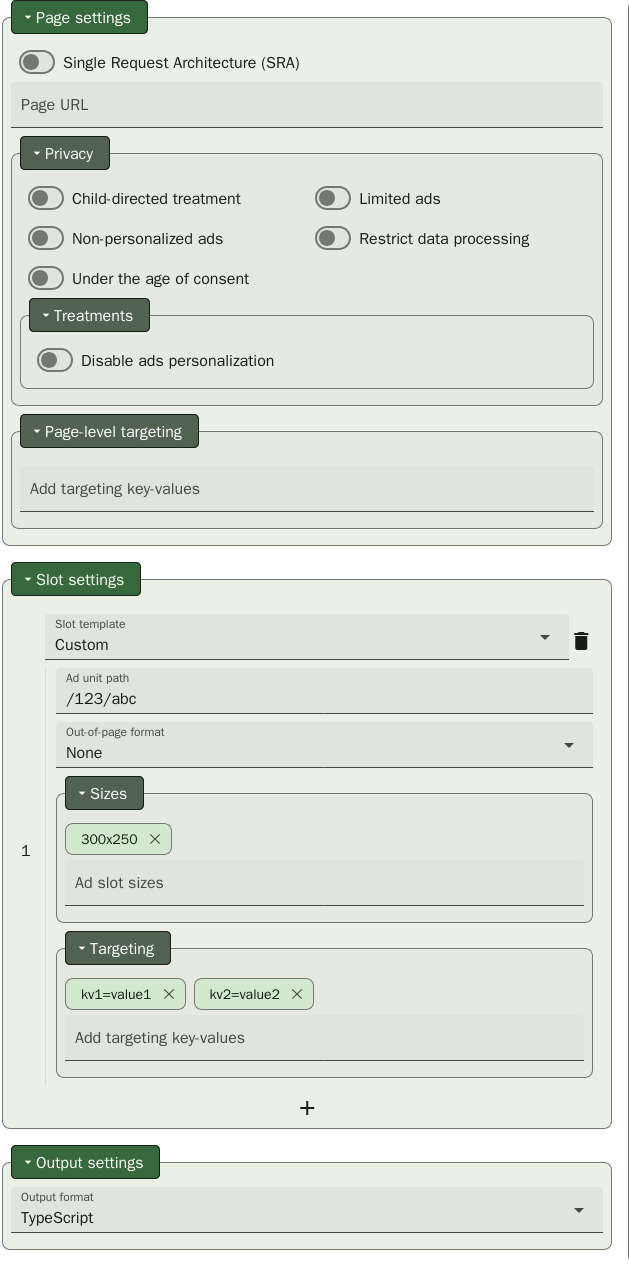 Page settings
Single Request Architecture (SRA)
Page URL
Privacy
Child-directed treatment
Limited ads
Non-personalized ads
Restrict data processing
Under the age of consent
Treatments
Disable ads personalization
Page-level targeting
Add targeting key-values
Slot settings
Slot template
Custom
Ad unit path
/123/abc
Out-of-page format
None
Sizes
300x250
1
Ad slot sizes
Targeting
kv1=value1
kv2=value2
Add targeting key-values
Output settings
Output format
TypeScript